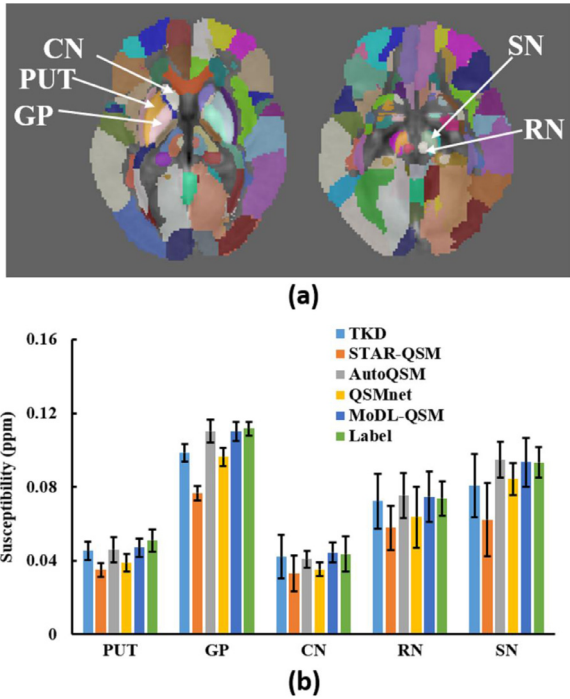 CN
PUT
GP
SN
RN
(a)
0.16
0.12
0.08
0.04
0
Susceptibility (ppm)
TKD
STAR-QSM
AutoQSM
QSMnet
MoDL-QSM
Label
PUT GP CN RN SN
(b)